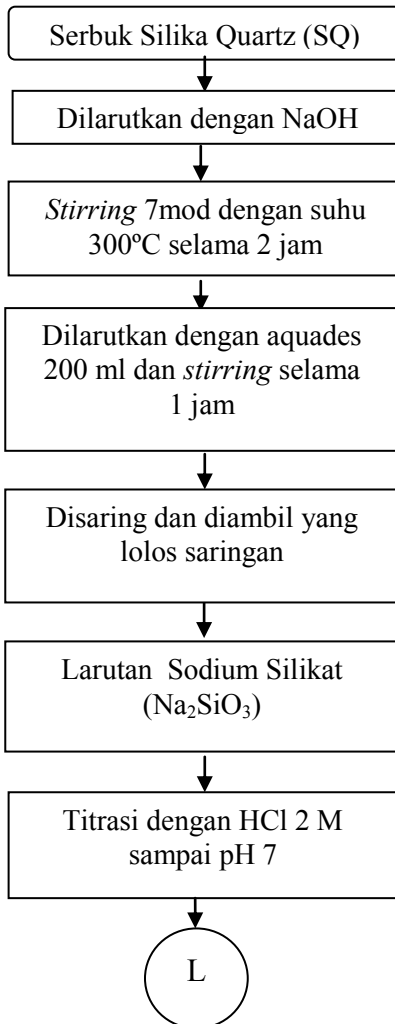 Serbuk Silika Quartz (SQ)
Dilarutkan dengan NaOH
Stirring 7mod dengan suhu
300ºC selama 2 jam
Dilarutkan dengan aquades
200 ml dan stirring selama
1 jam
Disaring dan diambil yang
lolos saringan
Larutan Sodium Silikat
(Na₂SiO₃)
Titrasi dengan HCl 2 M
sampai pH 7
L